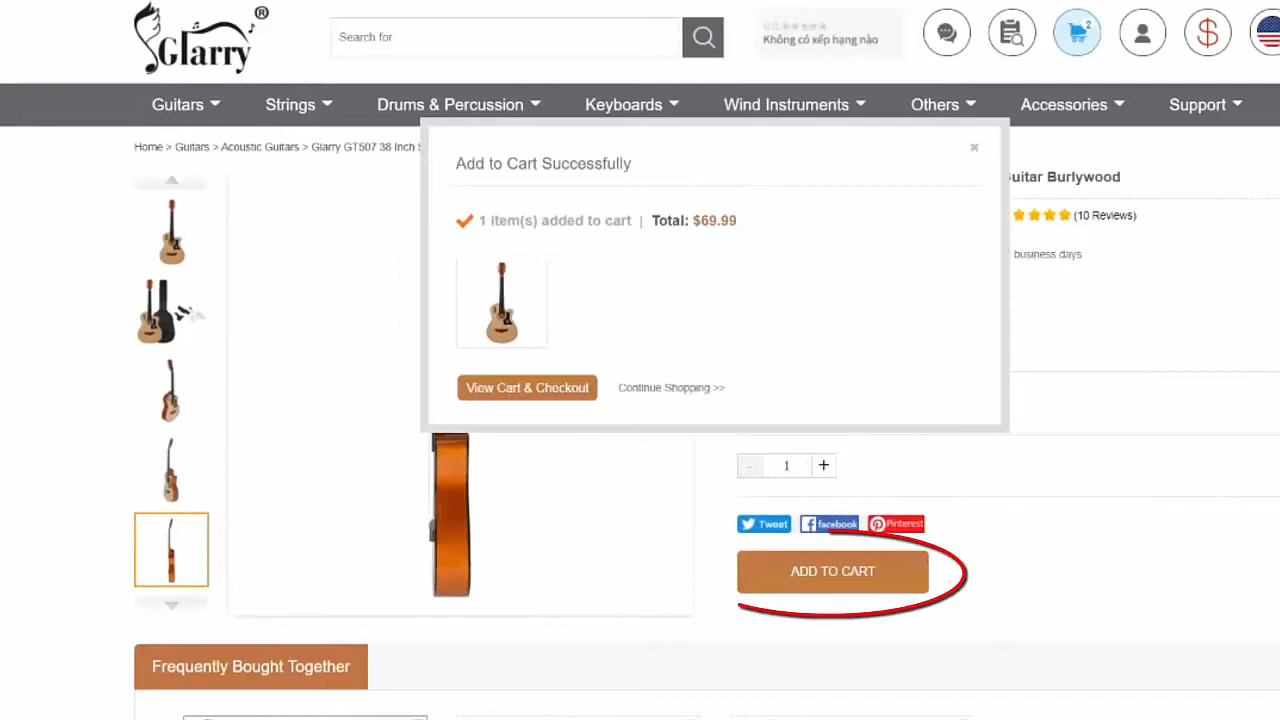 Glarry ®
Search for
Không có xếp hạng nào
2
Guitars
Strings
Drums & Percussion
Keyboards
Wind Instruments
Others
Accessories
Support
Home > Guitars > Acoustic Guitars > Glarry GT507 38 Inch
Add to Cart Successfully
uitar Burlywood
1 item(s) added to cart | Total: $69.99
(10 Reviews)
business days
View Cart & Checkout
Continue Shopping >>
- 1 +
Tweet
facebook
Pinterest
ADD TO CART
Frequently Bought Together